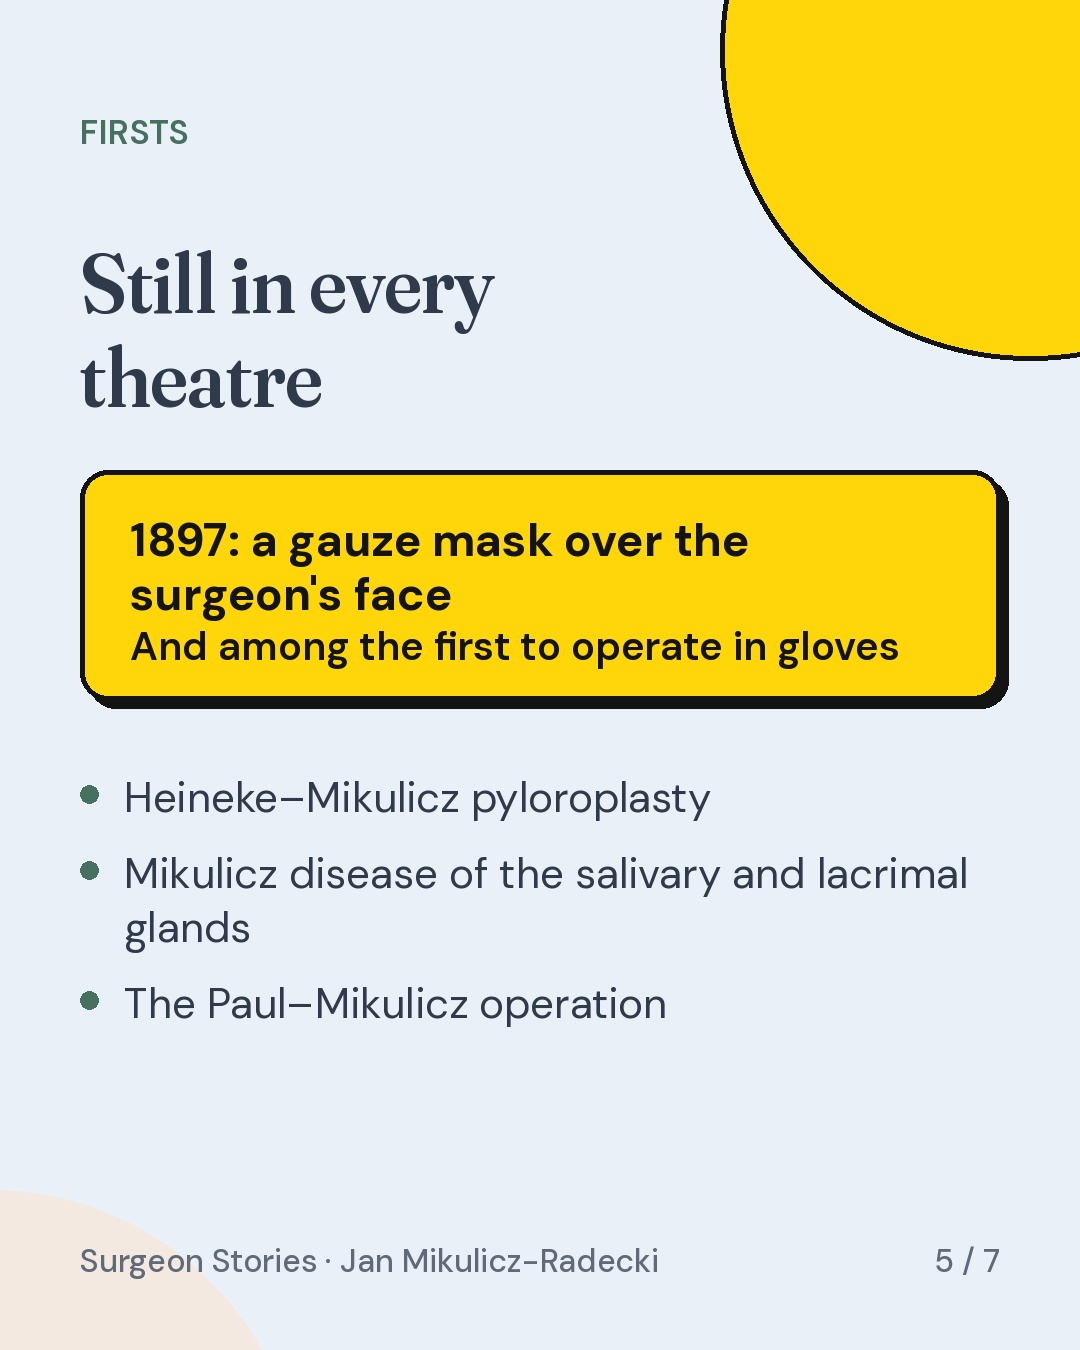 FIRSTS
Still in every
theatre
1897: a gauze mask over the
surgeon's face
And among the first to operate in gloves
Heineke–Mikulicz pyloroplasty
Mikulicz disease of the salivary and lacrimal
glands
The Paul–Mikulicz operation
Surgeon Stories · Jan Mikulicz-Radecki
5 / 7